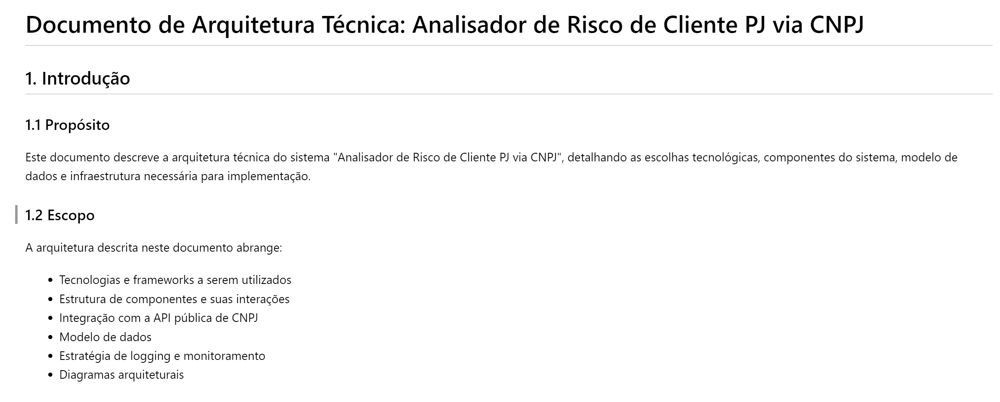 Documento de Arquitetura Técnica: Analisador de Risco de Cliente PJ via CNPJ
1. Introdução
1.1 Propósito
Este documento descreve a arquitetura técnica do sistema "Analisador de Risco de Cliente PJ via CNPJ", detalhando as escolhas tecnológicas, componentes do sistema, modelo de
dados e infraestrutura necessária para implementação.
1.2 Escopo
A arquitetura descrita neste documento abrange:
• Tecnologias e frameworks a serem utilizados
• Estrutura de componentes e suas interações
• Integração com a API pública de CNPJ
• Modelo de dados
• Estratégia de logging e monitoramento
• Diagramas arquiteturais